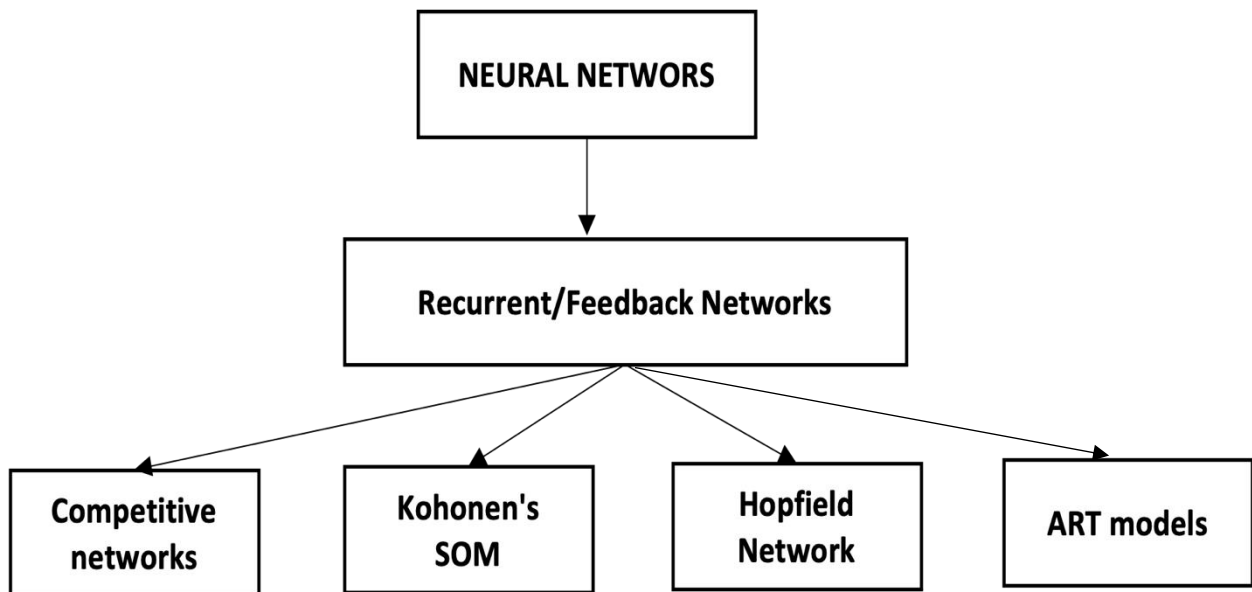 NEURAL NETWORS
Recurrent/Feedback Networks
Competitive
networks
Kohonen's
SOM
Hopfield
Network
ART models